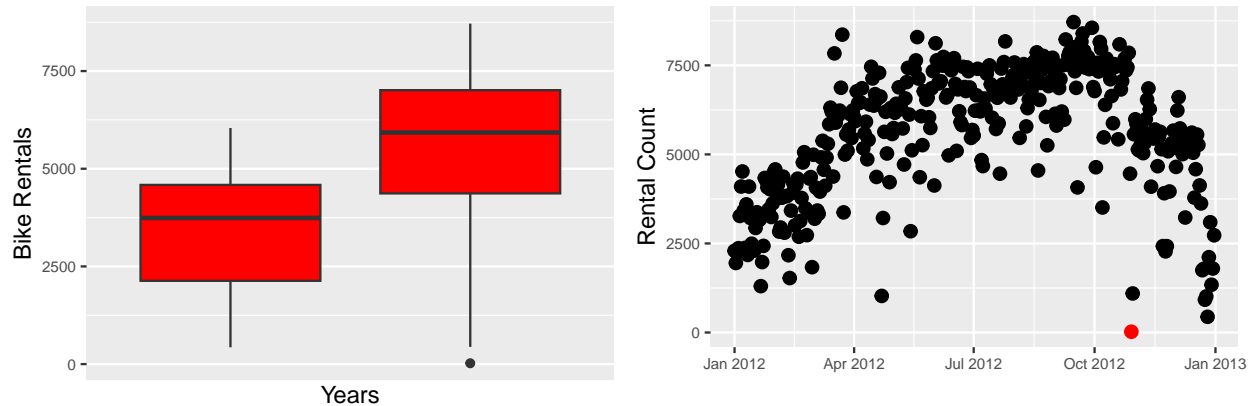 Bike Rentals
7500
5000
2500
0
Years
Rental Count
7500
5000
2500
0
Jan 2012
Apr 2012
Jul 2012
Oct 2012
Jan 2013